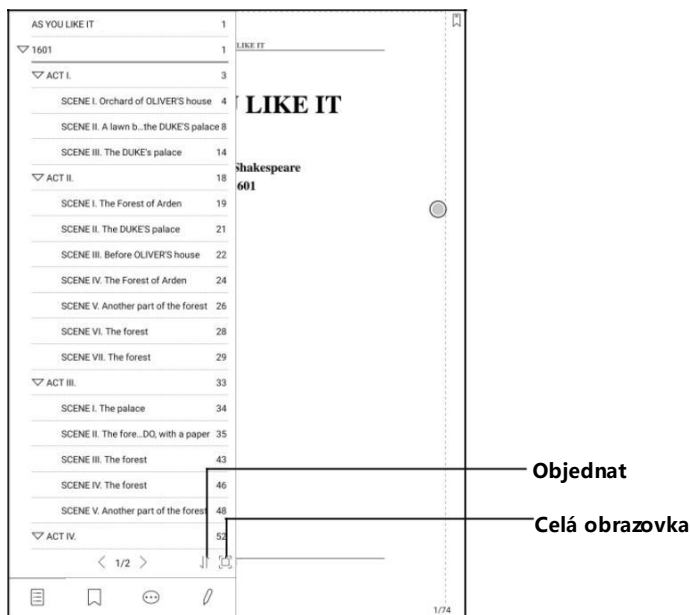 AS YOU LIKE IT 1
1601 1
ACT I. 3
SCENE I. Orchard of OLIVER'S house 4
SCENE II. A lawn b...the DUKE'S palace 8
SCENE III. The DUKE's palace 14
ACT II. 18
SCENE I. The Forest of Arden 19
SCENE II. The DUKE'S palace 21
SCENE III. Before OLIVER'S house 22
SCENE IV. The Forest of Arden 24
SCENE V. Another part of the forest 26
SCENE VI. The forest 28
SCENE VII. The forest 29
ACT III. 33
SCENE I. The palace 34
SCENE II. The fore...DO, with a paper 35
SCENE III. The forest 43
SCENE IV. The forest 46
SCENE V. Another part of the forest 48
ACT IV. 52
1/2
LIKE IT
LIKE IT
Shakespeare
601
1/74
Objednat
Celá obrazovka